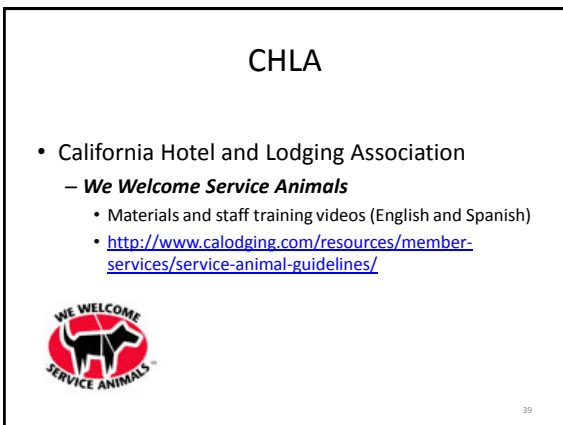 CHLA
• California Hotel and Lodging Association
– We Welcome Service Animals
• Materials and staff training videos (English and Spanish)
• http://www.calodging.com/resources/member-
services/service-animal-guidelines/
WE WELCOME
SERVICE ANIMALS™
39